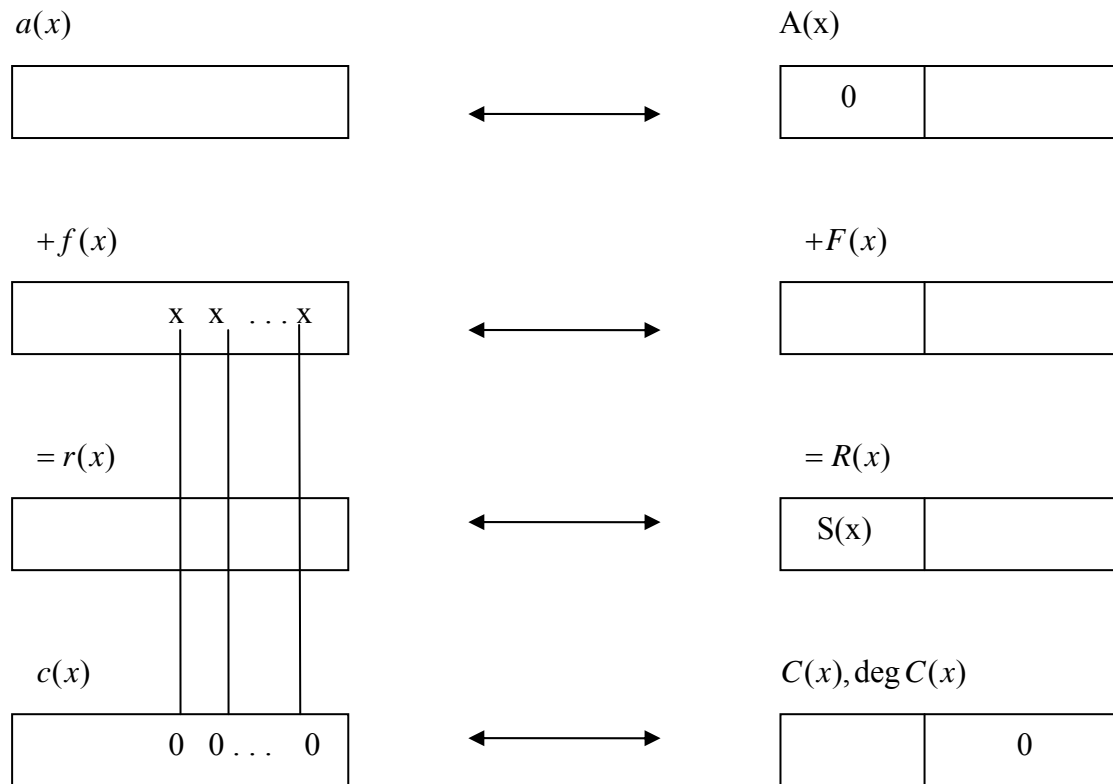 a(x) A(x)
0
+f(x) +F(x)
x x ... x
= r(x) = R(x)
S(x)
c(x) C(x), deg C(x)
0 0 ... 0 0